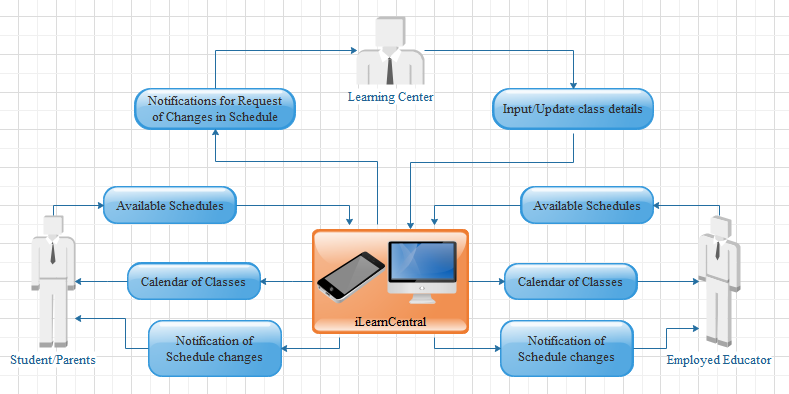 Learning Center
Notifications for Request
of Changes in Schedule
Input/Update class details
Available Schedules
Available Schedules
Calendar of Classes
Calendar of Classes
iLearnCentral
Notification of
Schedule changes
Notification of
Schedule changes
Student/Parents
Employed Educator